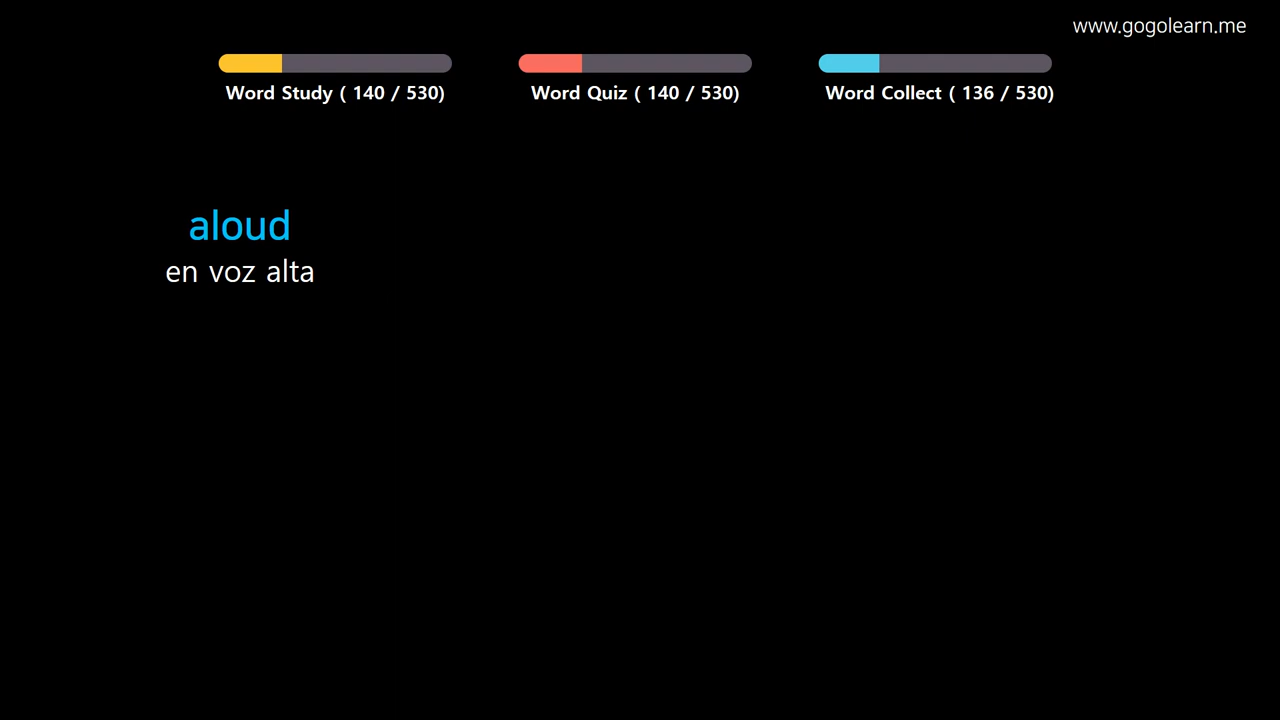 www.gogolearn.me
Word Study ( 140 / 530)
Word Quiz ( 140 / 530)
Word Collect ( 136 / 530)
aloud
en voz alta